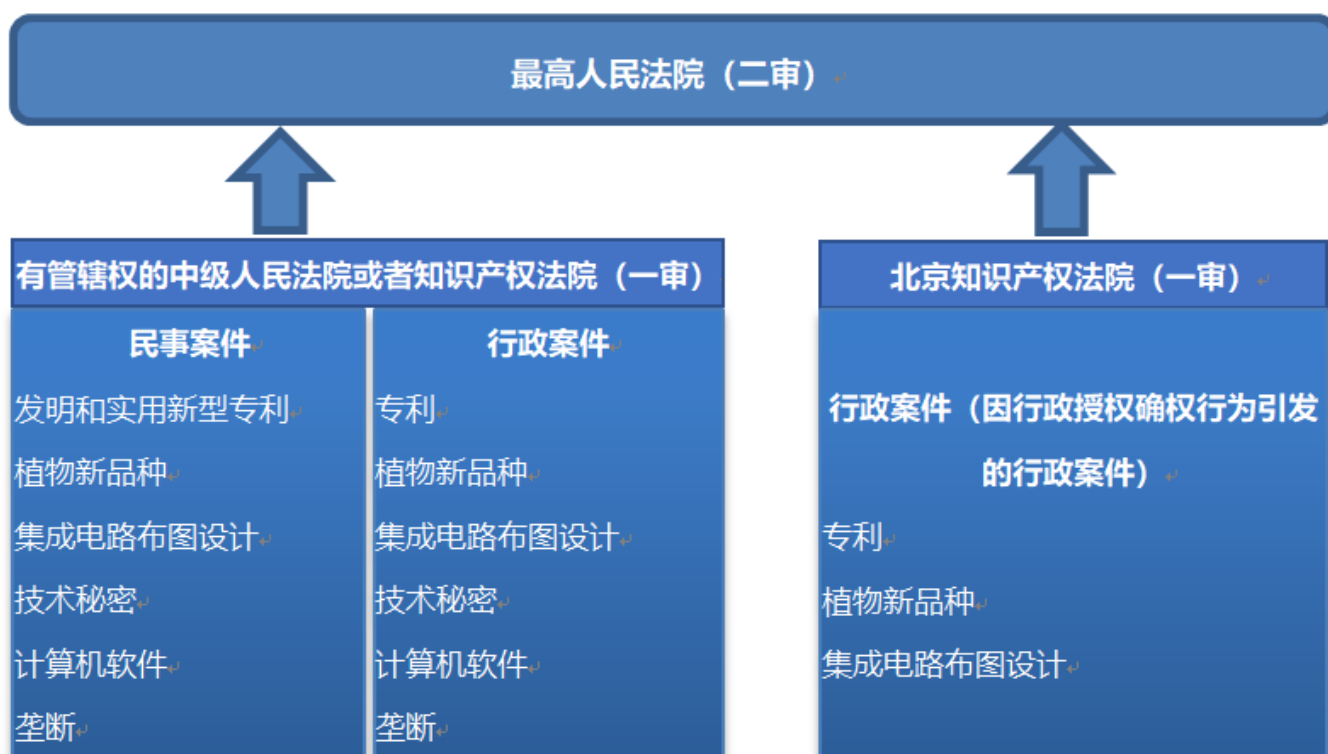 最高人民法院（二审）
有管辖权的中级人民法院或者知识产权法院（一审）
民事案件
发明和实用新型专利
植物新品种
集成电路布图设计
技术秘密
计算机软件
垄断
行政案件
专利
植物新品种
集成电路布图设计
技术秘密
计算机软件
垄断
北京知识产权法院（一审）
行政案件（因行政授权确权行为引发
的行政案件）
专利
植物新品种
集成电路布图设计